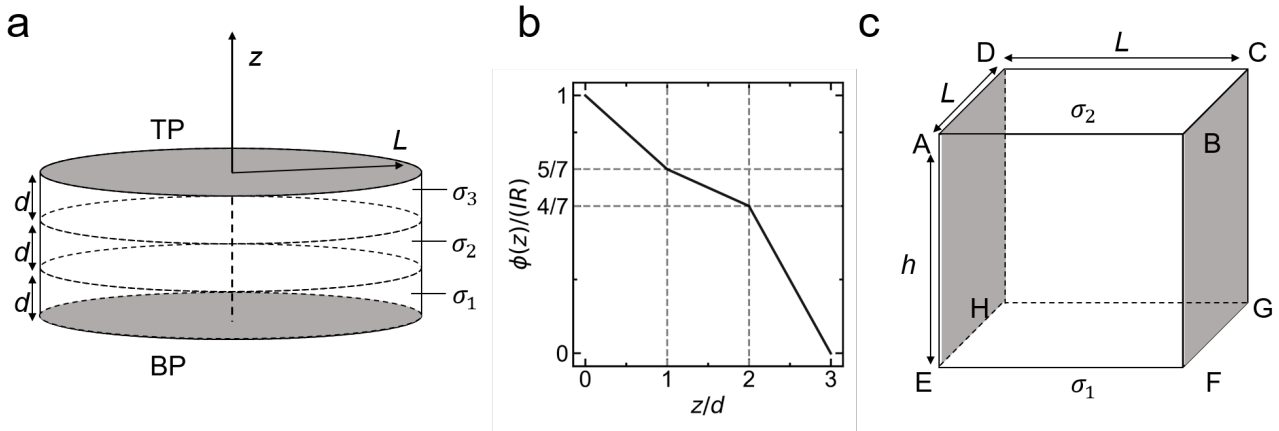 a
z
TP
L
d
σ₃
d
σ₂
d
σ₁
BP
b
1
5/7
4/7
0
ϕ(z)/(IR)
0 1 2 3
z/d
c
D L C
L
σ₂
A B
h
H G
E F
σ₁